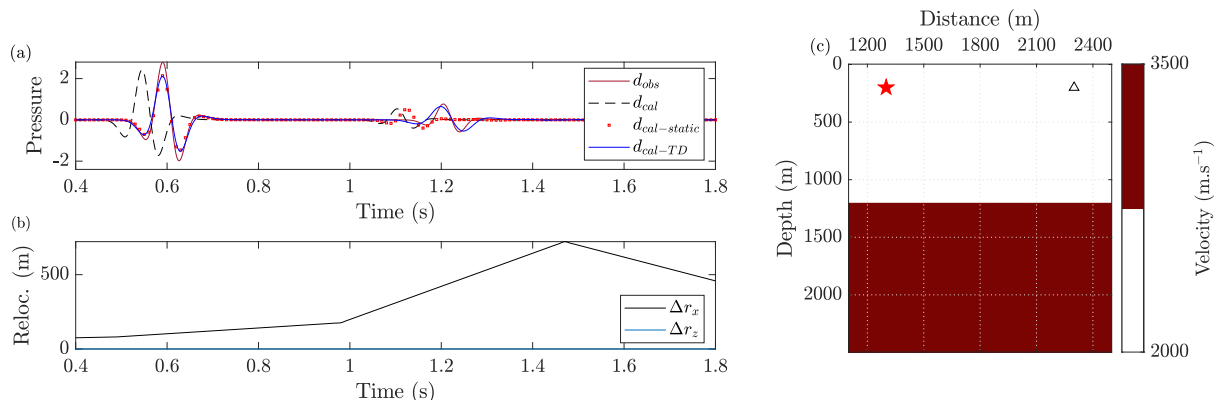 (a)
Pressure
2
0
-2
d_obs
d_cal
d_cal-static
d_cal-TD
0.4 0.6 0.8 1 1.2 1.4 1.6 1.8
Time (s)
(b)
Reloc. (m)
500
0
Δr_x
Δr_z
0.4 0.6 0.8 1 1.2 1.4 1.6 1.8
Time (s)
Distance (m)
(c)
1200 1500 1800 2100 2400
Depth (m)
0
500
1000
1500
2000
3500
Velocity (m.s⁻¹)
2000